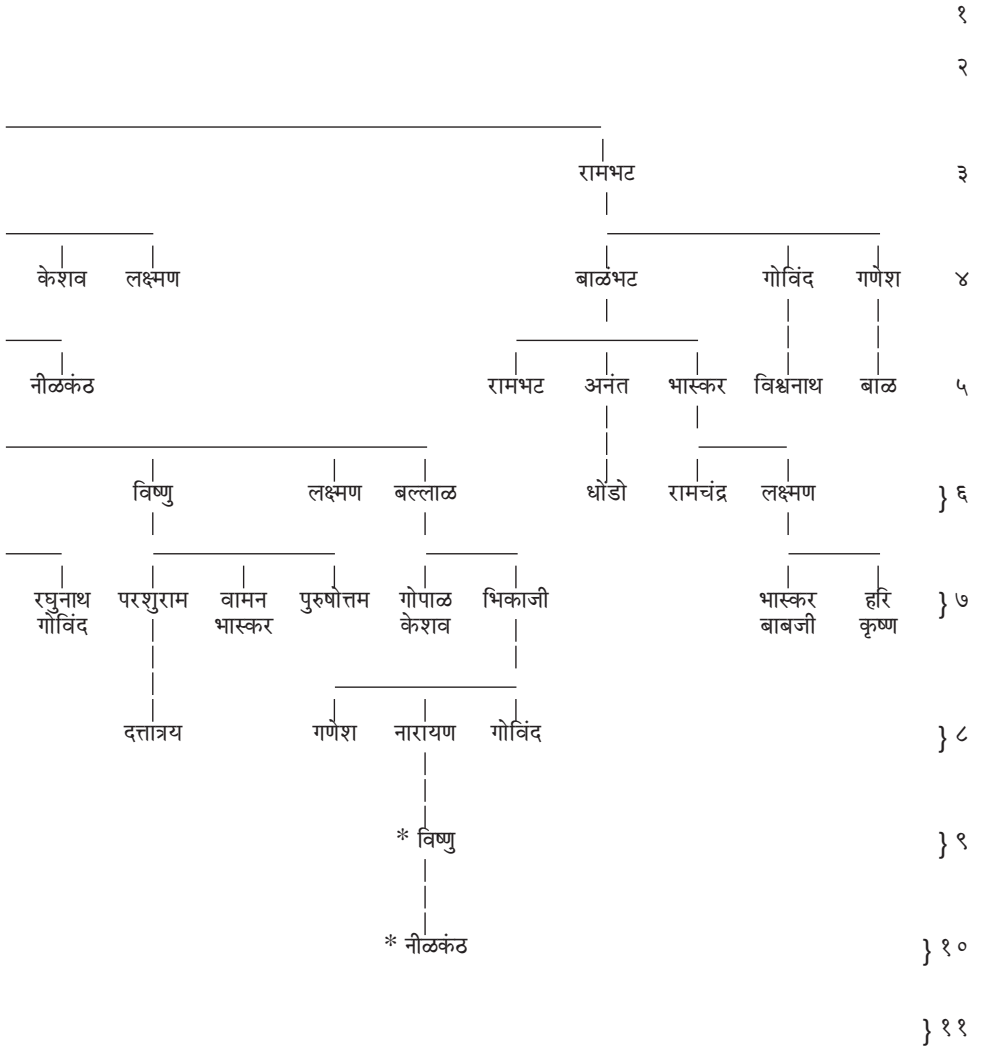 १
२
रामभट ३
केशव लक्ष्मण बाळंभट गोविंद गणेश ४
नीळकंठ रामभट अनंत भास्कर विश्वनाथ बाळ ५
विष्णु लक्ष्मण बल्लाळ धोंडो रामचंद्र लक्ष्मण } ६
रघुनाथ परशुराम वामन पुरुषोत्तम गोपाळ भिकाजी भास्कर हरि } ७
गोविंद भास्कर केशव बाबजी कृष्ण
दत्तात्रय गणेश नारायण गोविंद } ८
* विष्णु } ९
* नीळकंठ } १०
} ११